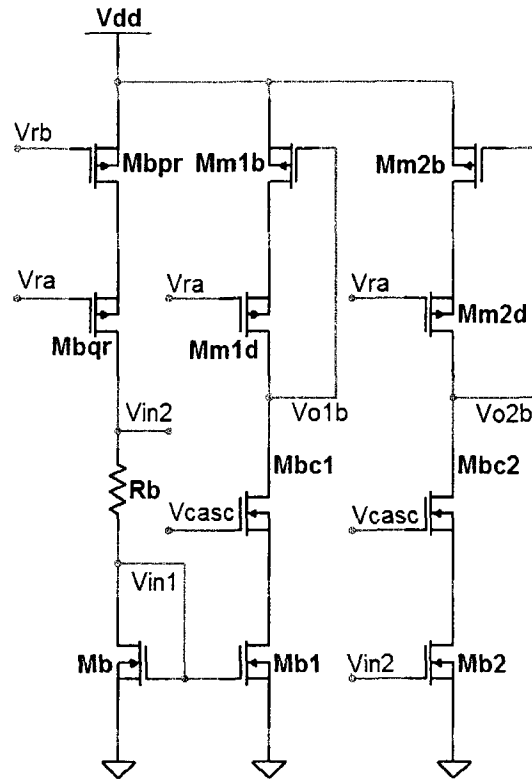 Vdd
Vrb
Mbpr
Mm1b
Mm2b
Vra
Mbqr
Vra
Mm1d
Vra
Mm2d
Vin2
Vo1b
Vo2b
Rb
Mbc1
Mbc2
Vcasc
Vcasc
Vin1
Mb
Mb1
Vin2
Mb2